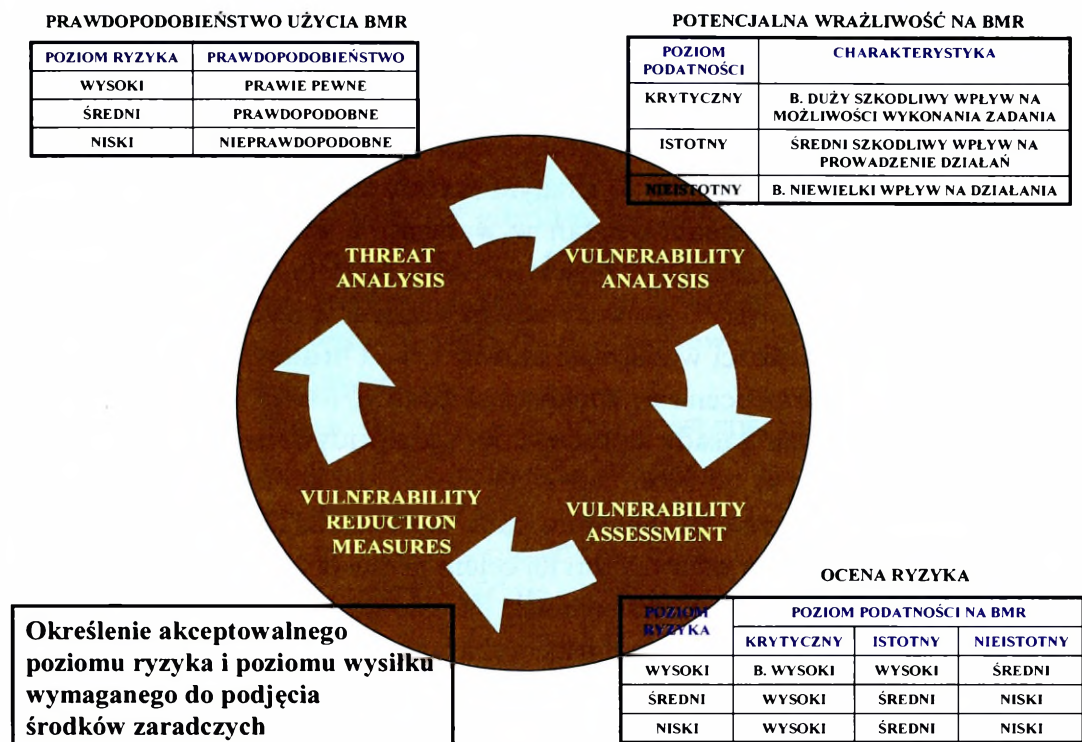 PRAWDOPODOBIEŃSTWO UŻYCIA BMR
POZIOM RYZYKA PRAWDOPODOBIEŃSTWO
WYSOKI PRAWIE PEWNE
ŚREDNI PRAWDOPODOBNE
NISKI NIEPRAWDOPODOBNE
POTENCJALNA WRAŻLIWOŚĆ NA BMR
POZIOM PODATNOŚCI CHARAKTERYSTYKA
KRYTYCZNY B. DUŻY SZKODLIWY WPŁYW NA
MOŻLIWOŚCI WYKONANIA ZADANIA
ISTOTNY ŚREDNI SZKODLIWY WPŁYW NA
PROWADZENIE DZIAŁAŃ
NIEISTOTNY B. NIEWIELKI WPŁYW NA DZIAŁANIA
THREAT
ANALYSIS
VULNERABILITY
ANALYSIS
VULNERABILITY
REDUCTION
MEASURES
VULNERABILITY
ASSESSMENT
Określenie akceptowalnego
poziomu ryzyka i poziomu wysiłku
wymaganego do podjęcia
środków zaradczych
OCENA RYZYKA
POZIOM RYZYKA POZIOM PODATNOŚCI NA BMR
KRYTYCZNY ISTOTNY NIEISTOTNY
WYSOKI B. WYSOKI WYSOKI ŚREDNI
ŚREDNI WYSOKI ŚREDNI NISKI
NISKI WYSOKI ŚREDNI NISKI